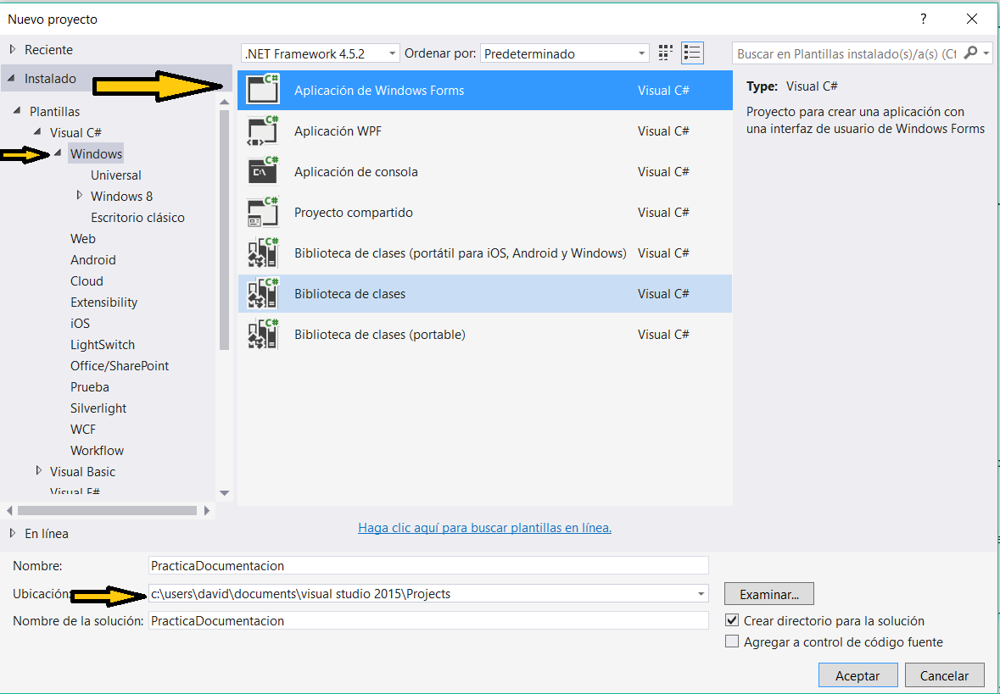 Nuevo proyecto
?
Reciente
.NET Framework 4.5.2
Ordenar por:
Predeterminado
Buscar en Plantillas instalado(s)/a(s) (Ct
Instalado
Plantillas
Visual C#
Windows
Universal
Windows 8
Escritorio clásico
Web
Android
Cloud
Extensibility
iOS
LightSwitch
Office/SharePoint
Prueba
Silverlight
WCF
Workflow
Visual Basic
Visual F#
En línea
Aplicación de Windows Forms Visual C#
Aplicación WPF Visual C#
Aplicación de consola Visual C#
Proyecto compartido Visual C#
Biblioteca de clases (portátil para iOS, Android y Windows) Visual C#
Biblioteca de clases Visual C#
Biblioteca de clases (portable) Visual C#
Type: Visual C#
Proyecto para crear una aplicación con
una interfaz de usuario de Windows Forms
Haga clic aquí para buscar plantillas en línea.
Nombre: PracticaDocumentacion
Ubicación: c:\users\david\documents\visual studio 2015\Projects
Examinar...
Nombre de la solución: PracticaDocumentacion
Crear directorio para la solución
Agregar a control de código fuente
Aceptar
Cancelar